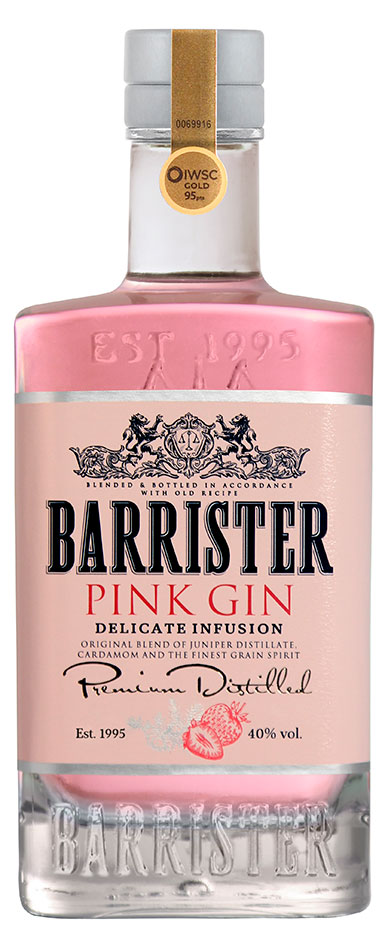 0069916
IWSC
GOLD
95pts
EST 1995
BLENDED & BOTTLED IN ACCORDANCE
WITH OLD RECIPE
BARRISTER
PINK GIN
DELICATE INFUSION
ORIGINAL BLEND OF JUNIPER DISTILLATE,
CARDAMOM AND THE FINEST GRAIN SPIRIT
Premium Distilled
Est. 1995 40% vol.
BARRISTER